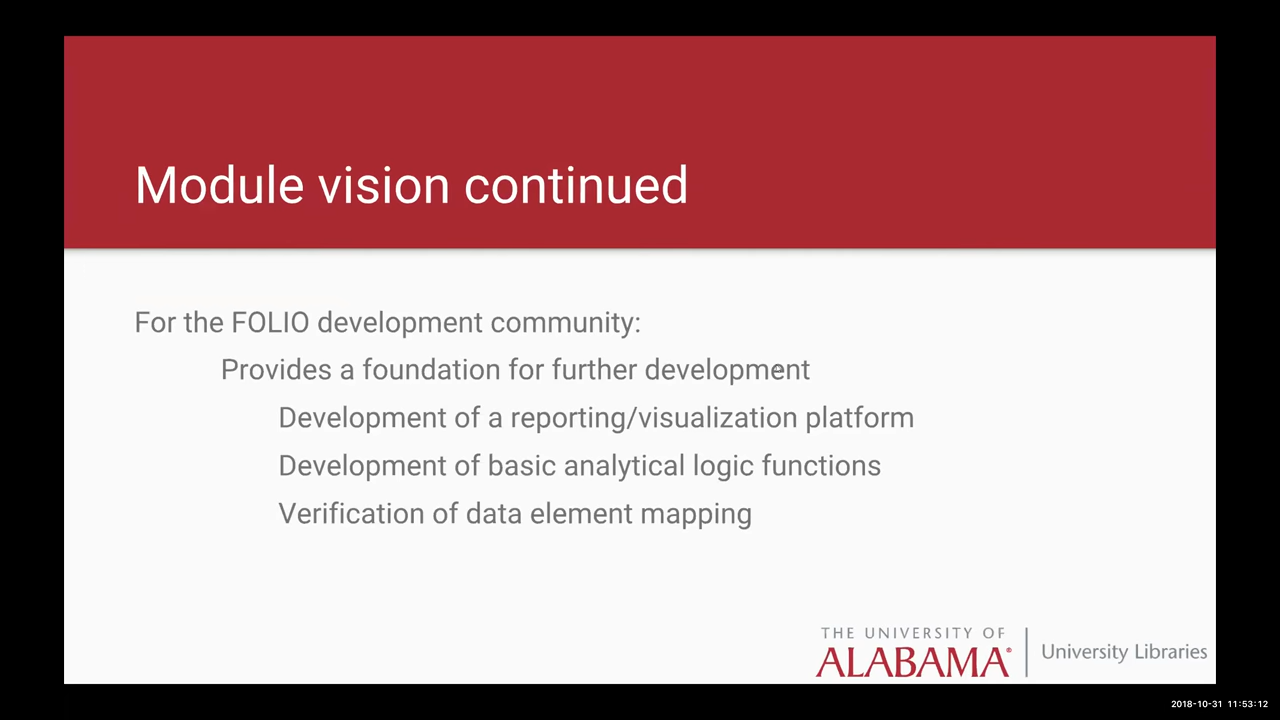 Module vision continued
For the FOLIO development community:
Provides a foundation for further development
Development of a reporting/visualization platform
Development of basic analytical logic functions
Verification of data element mapping
THE UNIVERSITY OF
ALABAMA®
University Libraries
2018-10-31 11:53:12